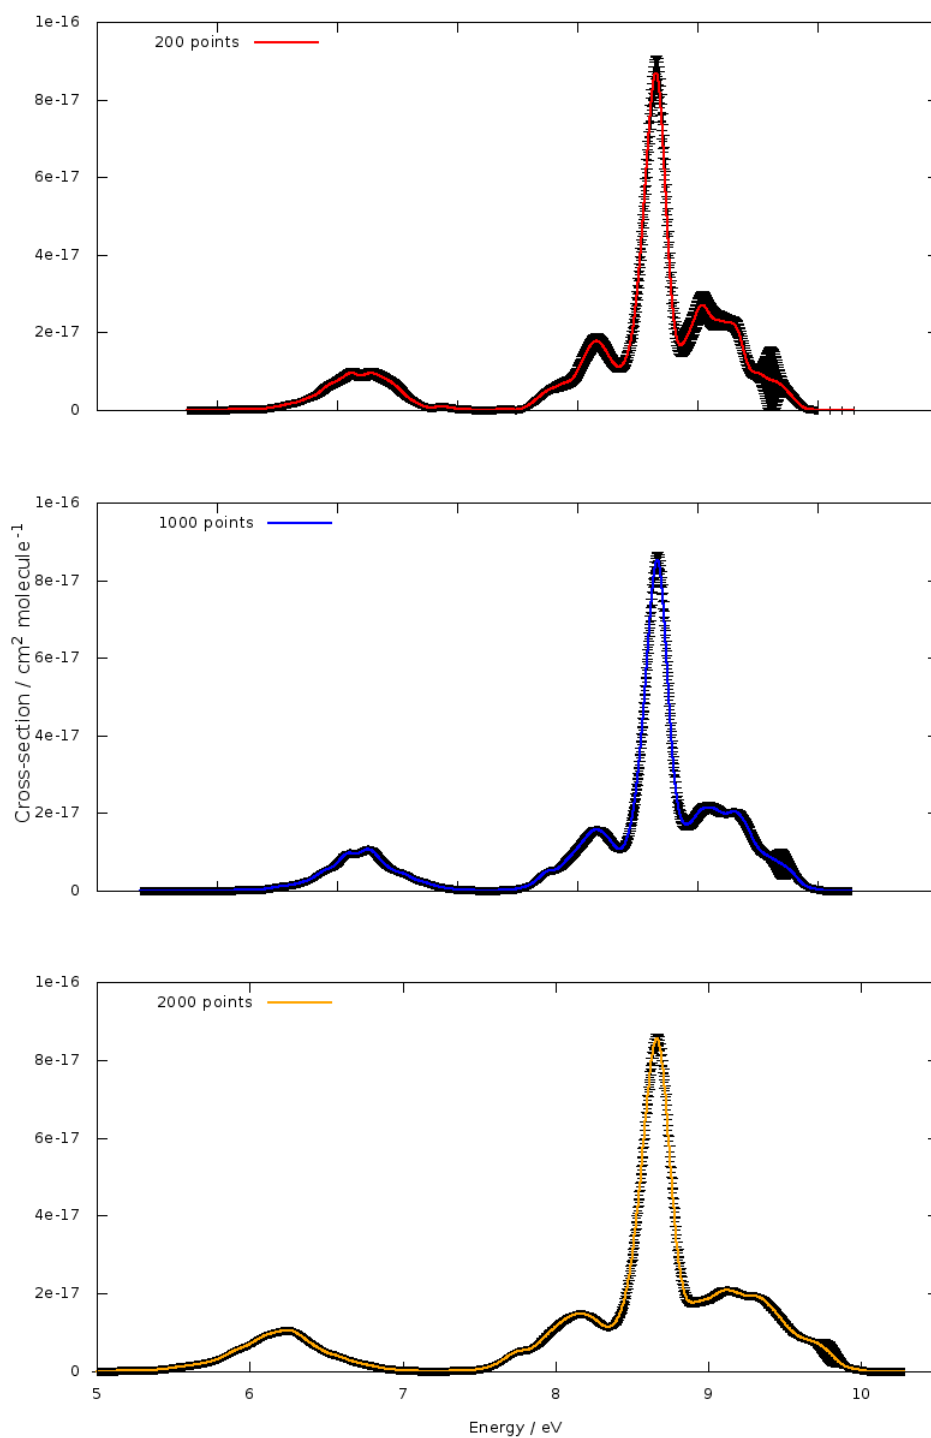 1e-16
200 points
8e-17
6e-17
4e-17
2e-17
0
1e-16
1000 points
8e-17
6e-17
4e-17
2e-17
0
Cross-section / cm² molecule⁻¹
1e-16
2000 points
8e-17
6e-17
4e-17
2e-17
0
5 6 7 8 9 10
Energy / eV